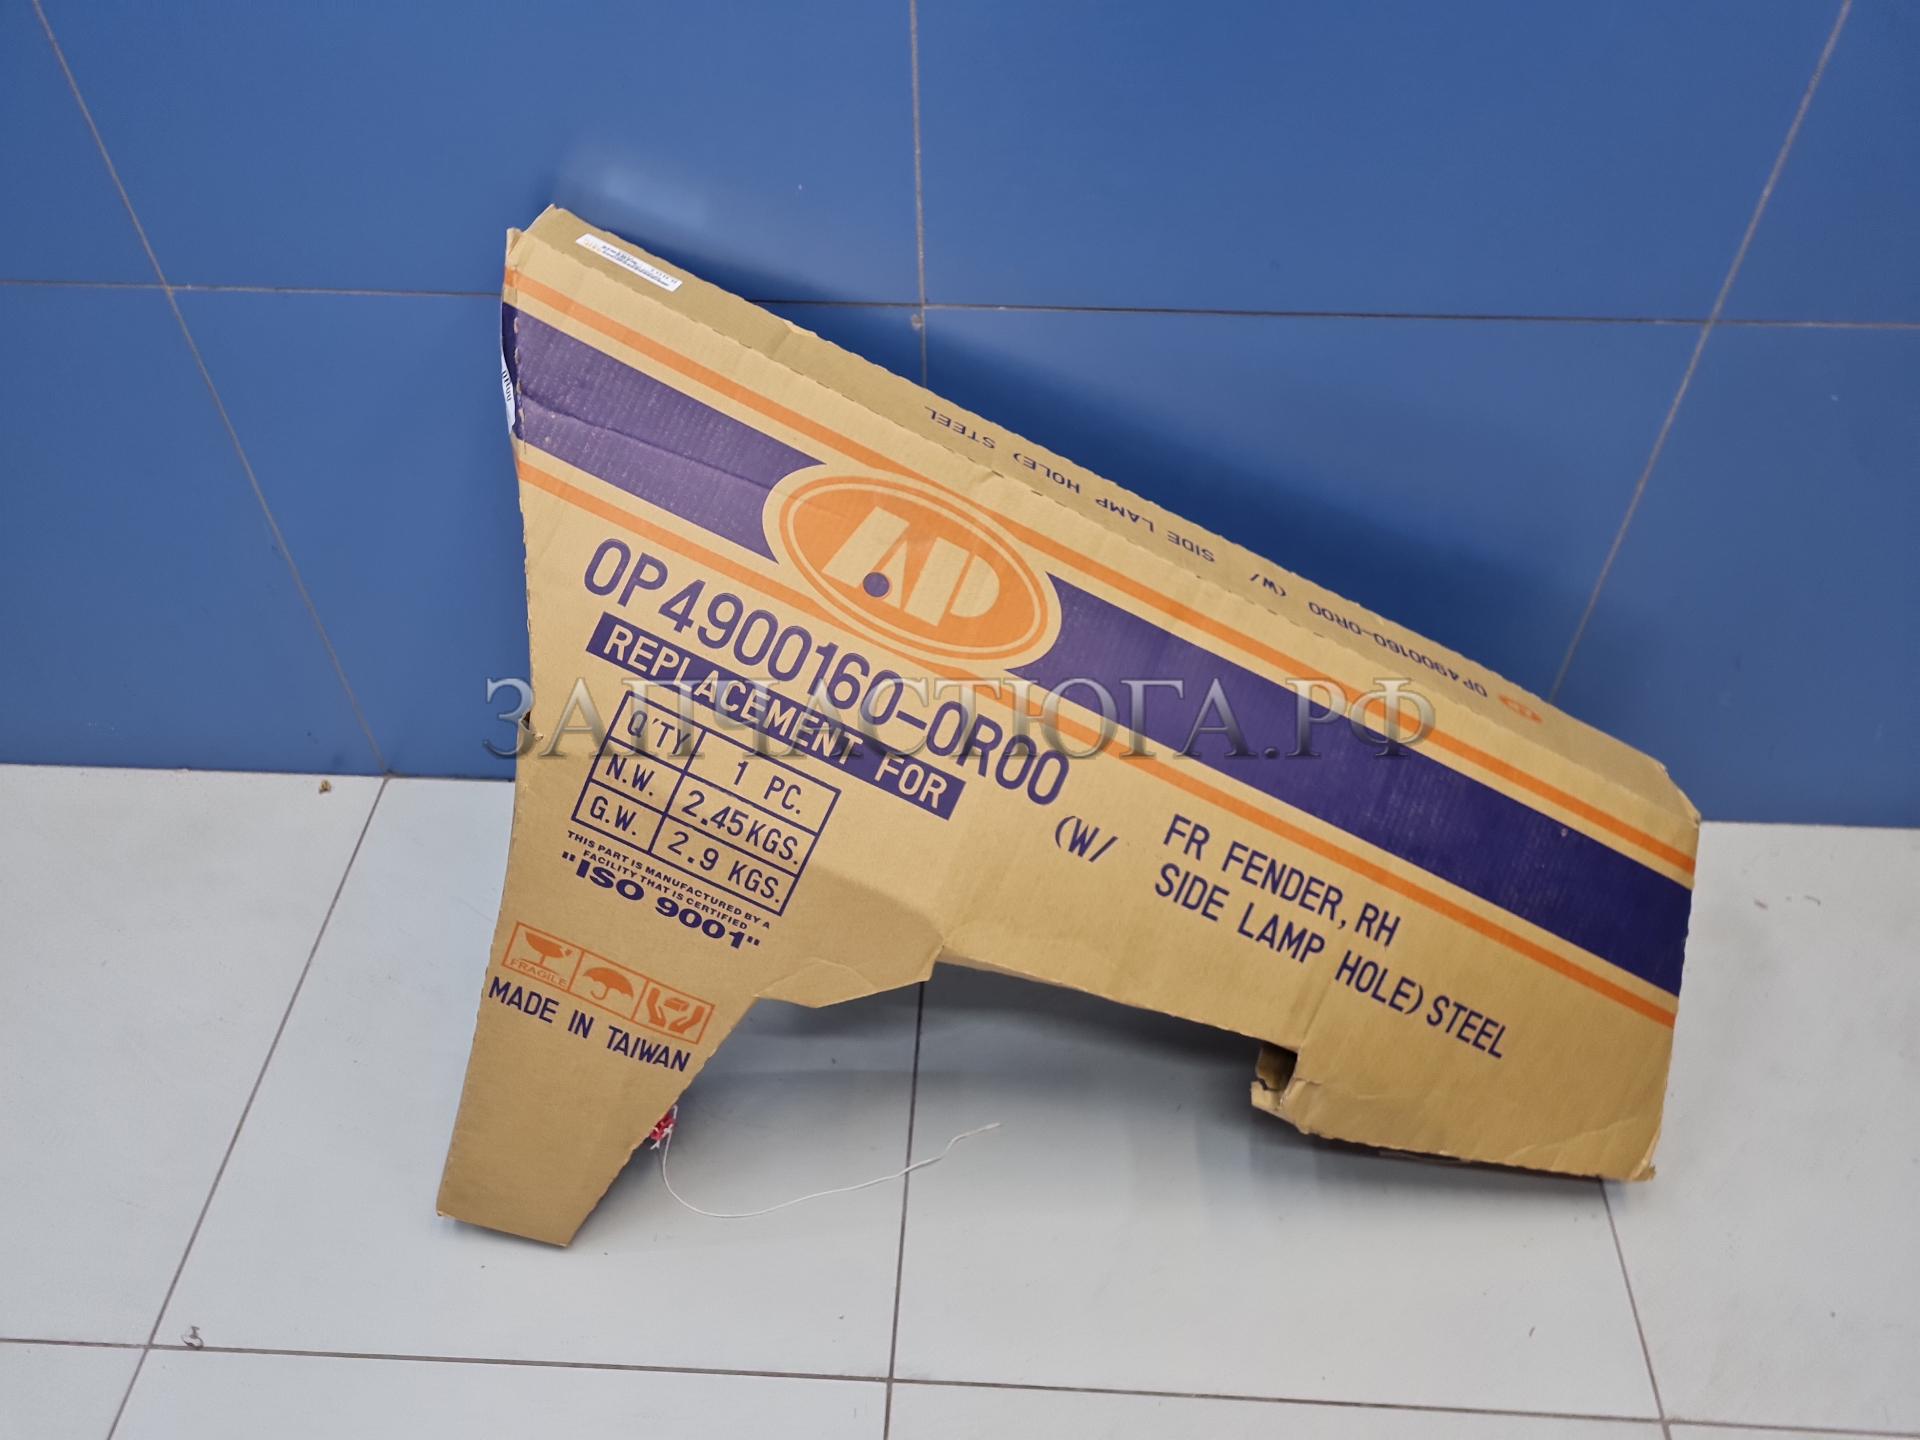 SIDE LAMP HOLE) STEEL
OP4900160-0R00 (W/
AP
OP4900160-0R00
REPLACEMENT FOR
Q'TY 1 PC.
N.W. 2.45KGS.
G.W. 2.9 KGS.
THIS PART IS MANUFACTURED BY A
FACILITY THAT IS CERTIFIED
"ISO 9001"
FR FENDER, RH
(W/ SIDE LAMP HOLE) STEEL
FRAGILE
MADE IN TAIWAN
ЗАПЧАСТЮГА.РФ